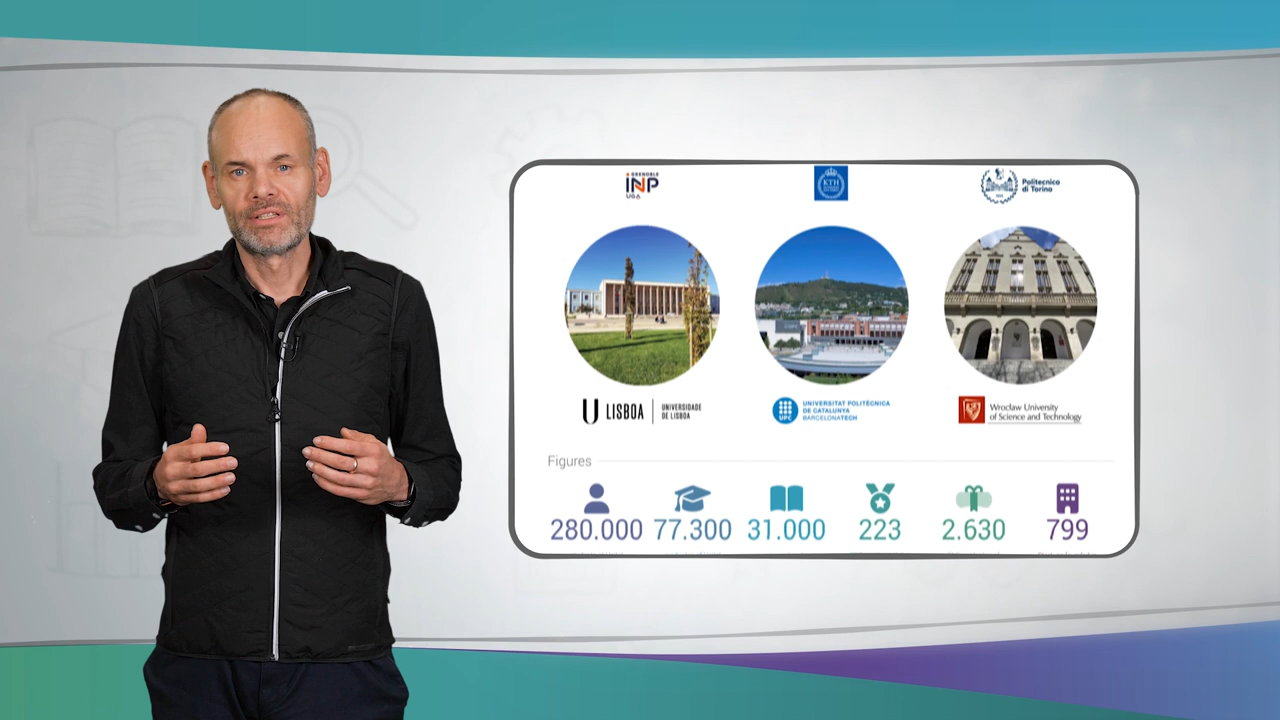 GRENOBLE
INP
UGA
KTH
Politecnico
di Torino
LISBOA
UNIVERSIDADE
DE LISBOA
UPC
UNIVERSITAT POLITÈCNICA
DE CATALUNYA
BARCELONATECH
Wrocław University
of Science and Technology
Figures
280.000 77.300 31.000 223 2.630 799